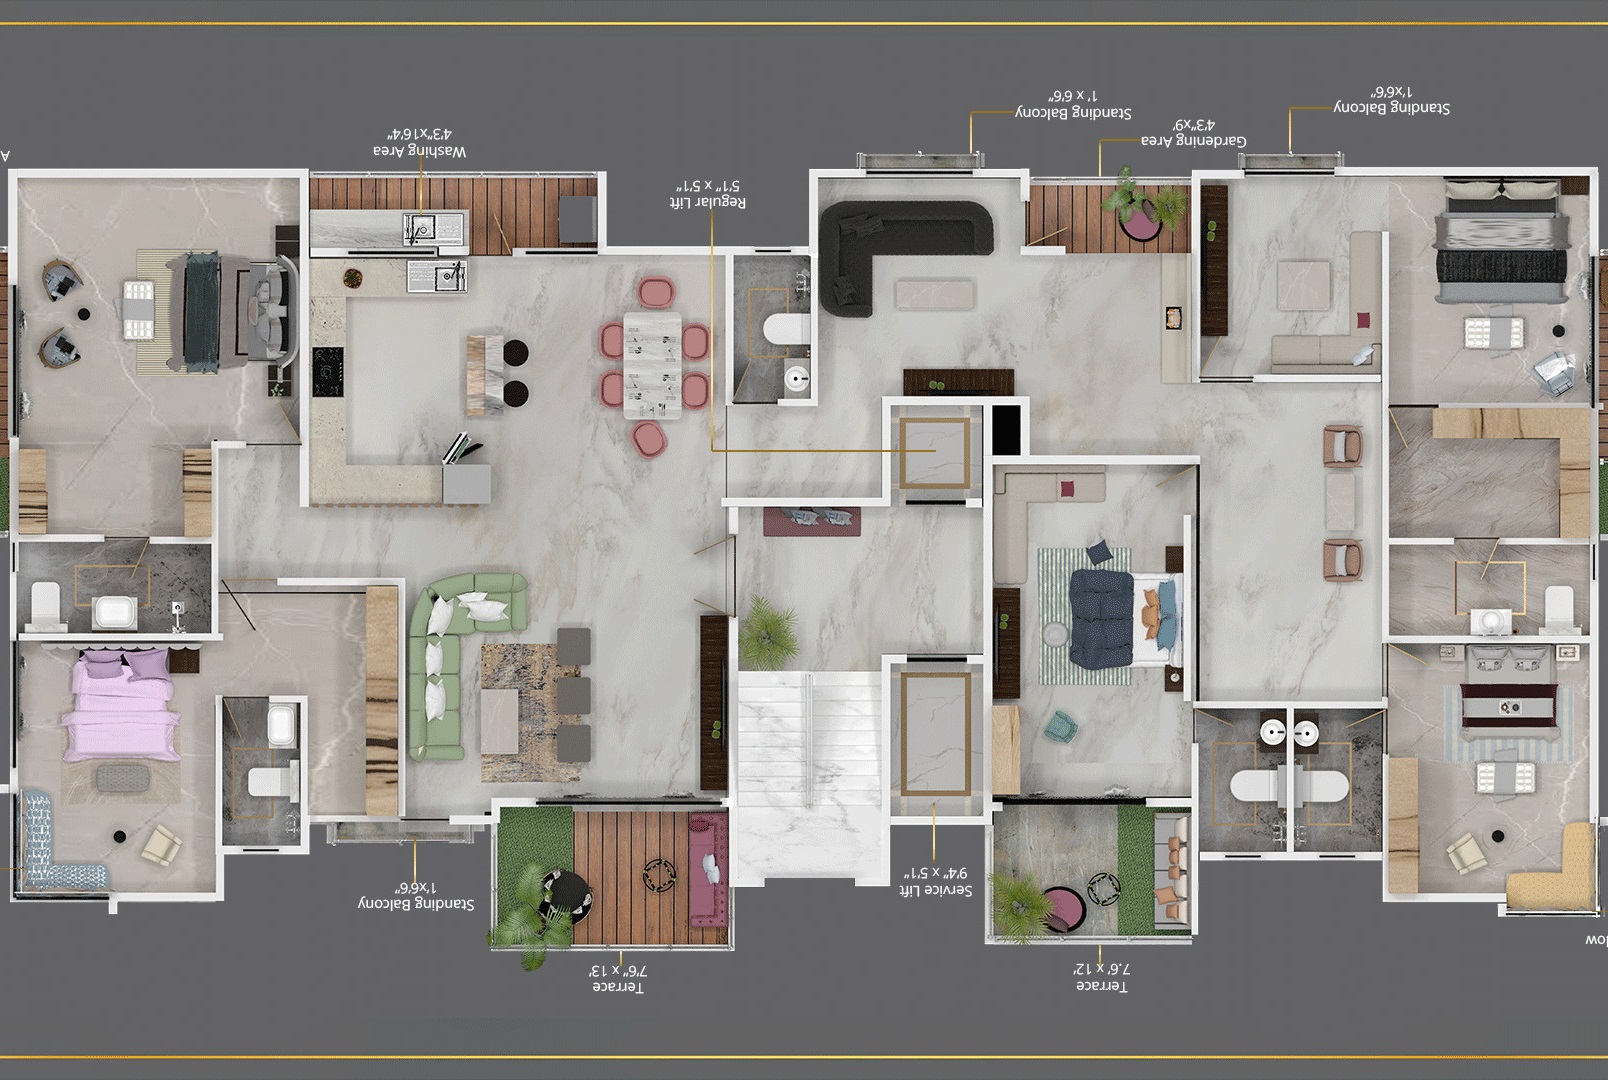 Standing Balcony
1'x6'6"
Standing Balcony
1' x 6'6"
Gardening Area
4'3"x9'
Washing Area
4'3"x16'4"
Regular Lift
5'1" x 5'1"
Standing Balcony
1'x6'6"
Service Lift
9'4" x 5'1"
Terrace
7'6" x 13'
Terrace
7.6' x 12'